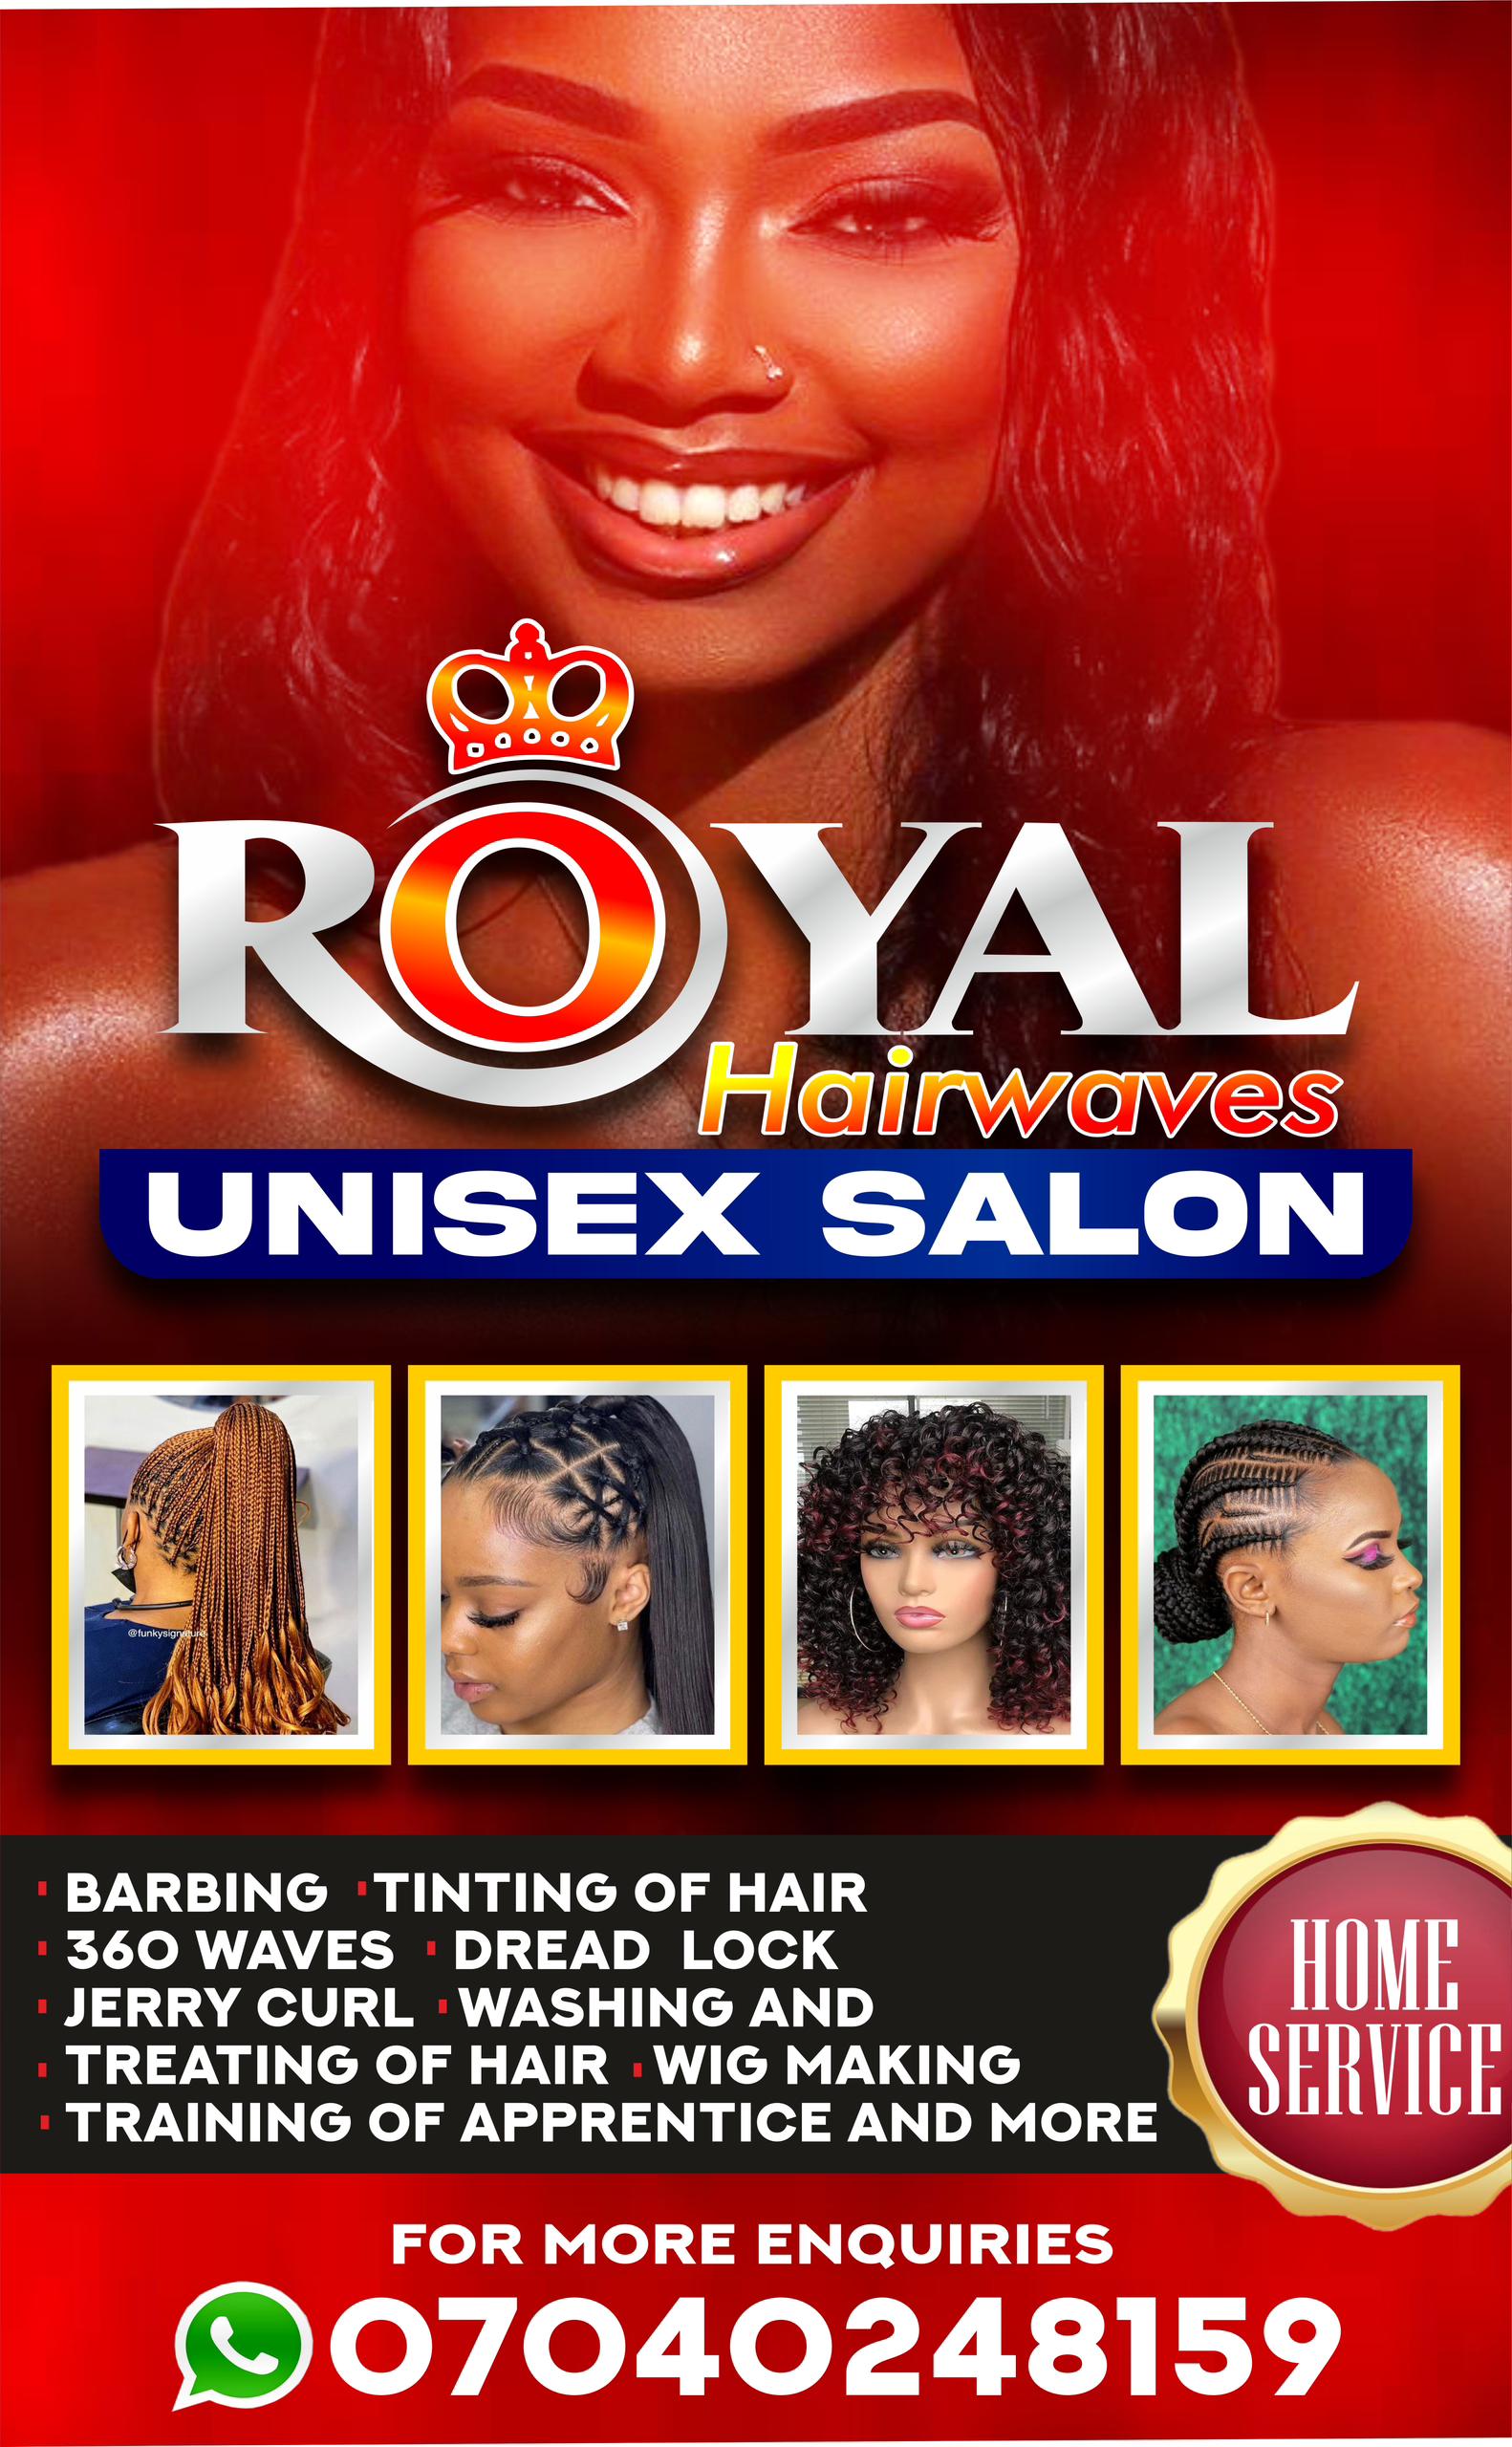 ROYAL
Hairwaves
UNISEX SALON
@funkysignature
· BARBING · TINTING OF HAIR
· 360 WAVES · DREAD LOCK
· JERRY CURL · WASHING AND
· TREATING OF HAIR · WIG MAKING
· TRAINING OF APPRENTICE AND MORE
HOME
SERVICE
FOR MORE ENQUIRIES
07040248159